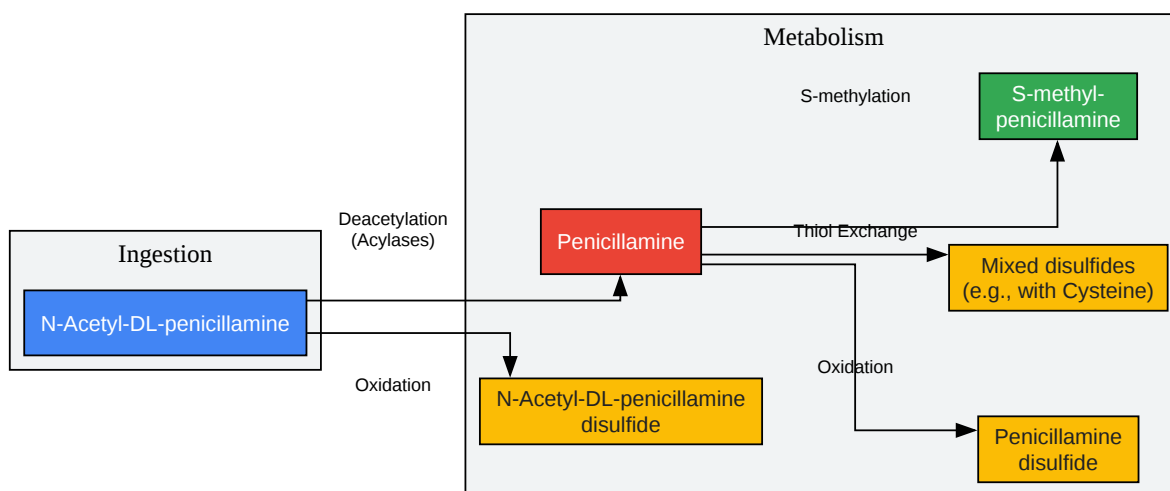 Metabolism
S-methylation
S-methyl-
penicillamine
Deacetylation
(Acylases)
Penicillamine
Thiol Exchange
Ingestion
Mixed disulfides
(e.g., with Cysteine)
N-Acetyl-DL-penicillamine
Oxidation
Oxidation
N-Acetyl-DL-penicillamine
disulfide
Penicillamine
disulfide